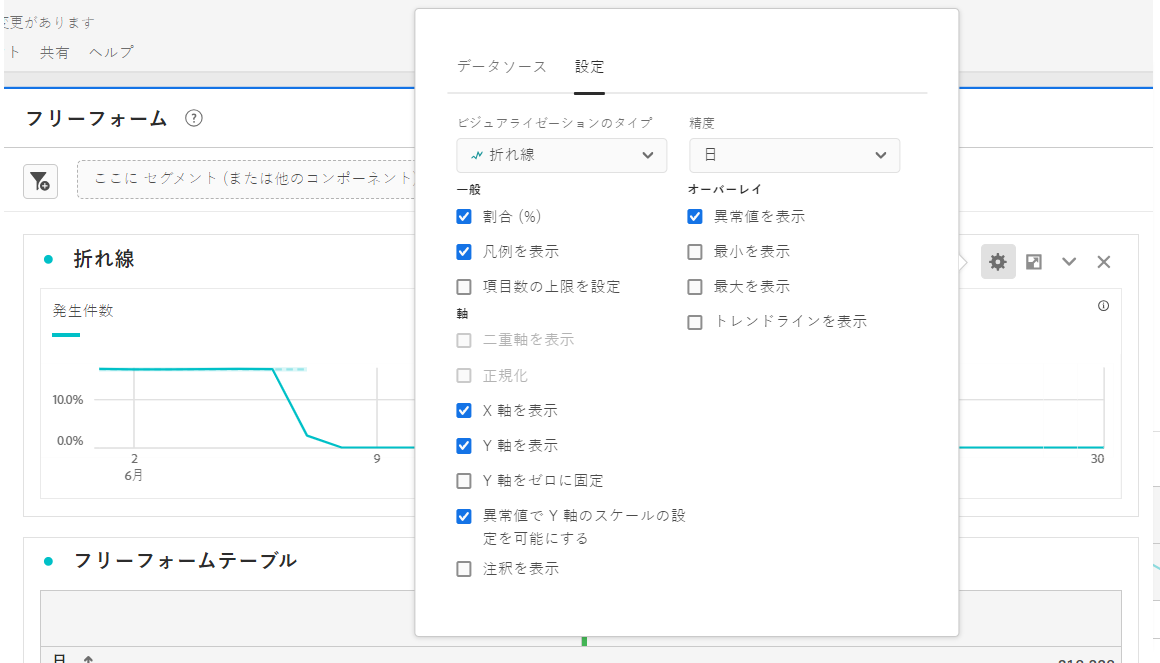 変更があります
ト 共有 ヘルプ
フリーフォーム
ここに セグメント (または他のコンポーネント)
折れ線
発生件数
10.0%
0.0%
2
6月
9
30
データソース 設定
ビジュアライゼーションのタイプ 精度
折れ線 日
一般 オーバーレイ
割合 (%) 異常値を表示
凡例を表示 最小を表示
項目数の上限を設定 最大を表示
軸 トレンドラインを表示
二重軸を表示
正規化
X 軸を表示
Y 軸を表示
Y 軸をゼロに固定
異常値で Y 軸のスケールの設
定を可能にする
注釈を表示
フリーフォームテーブル
日